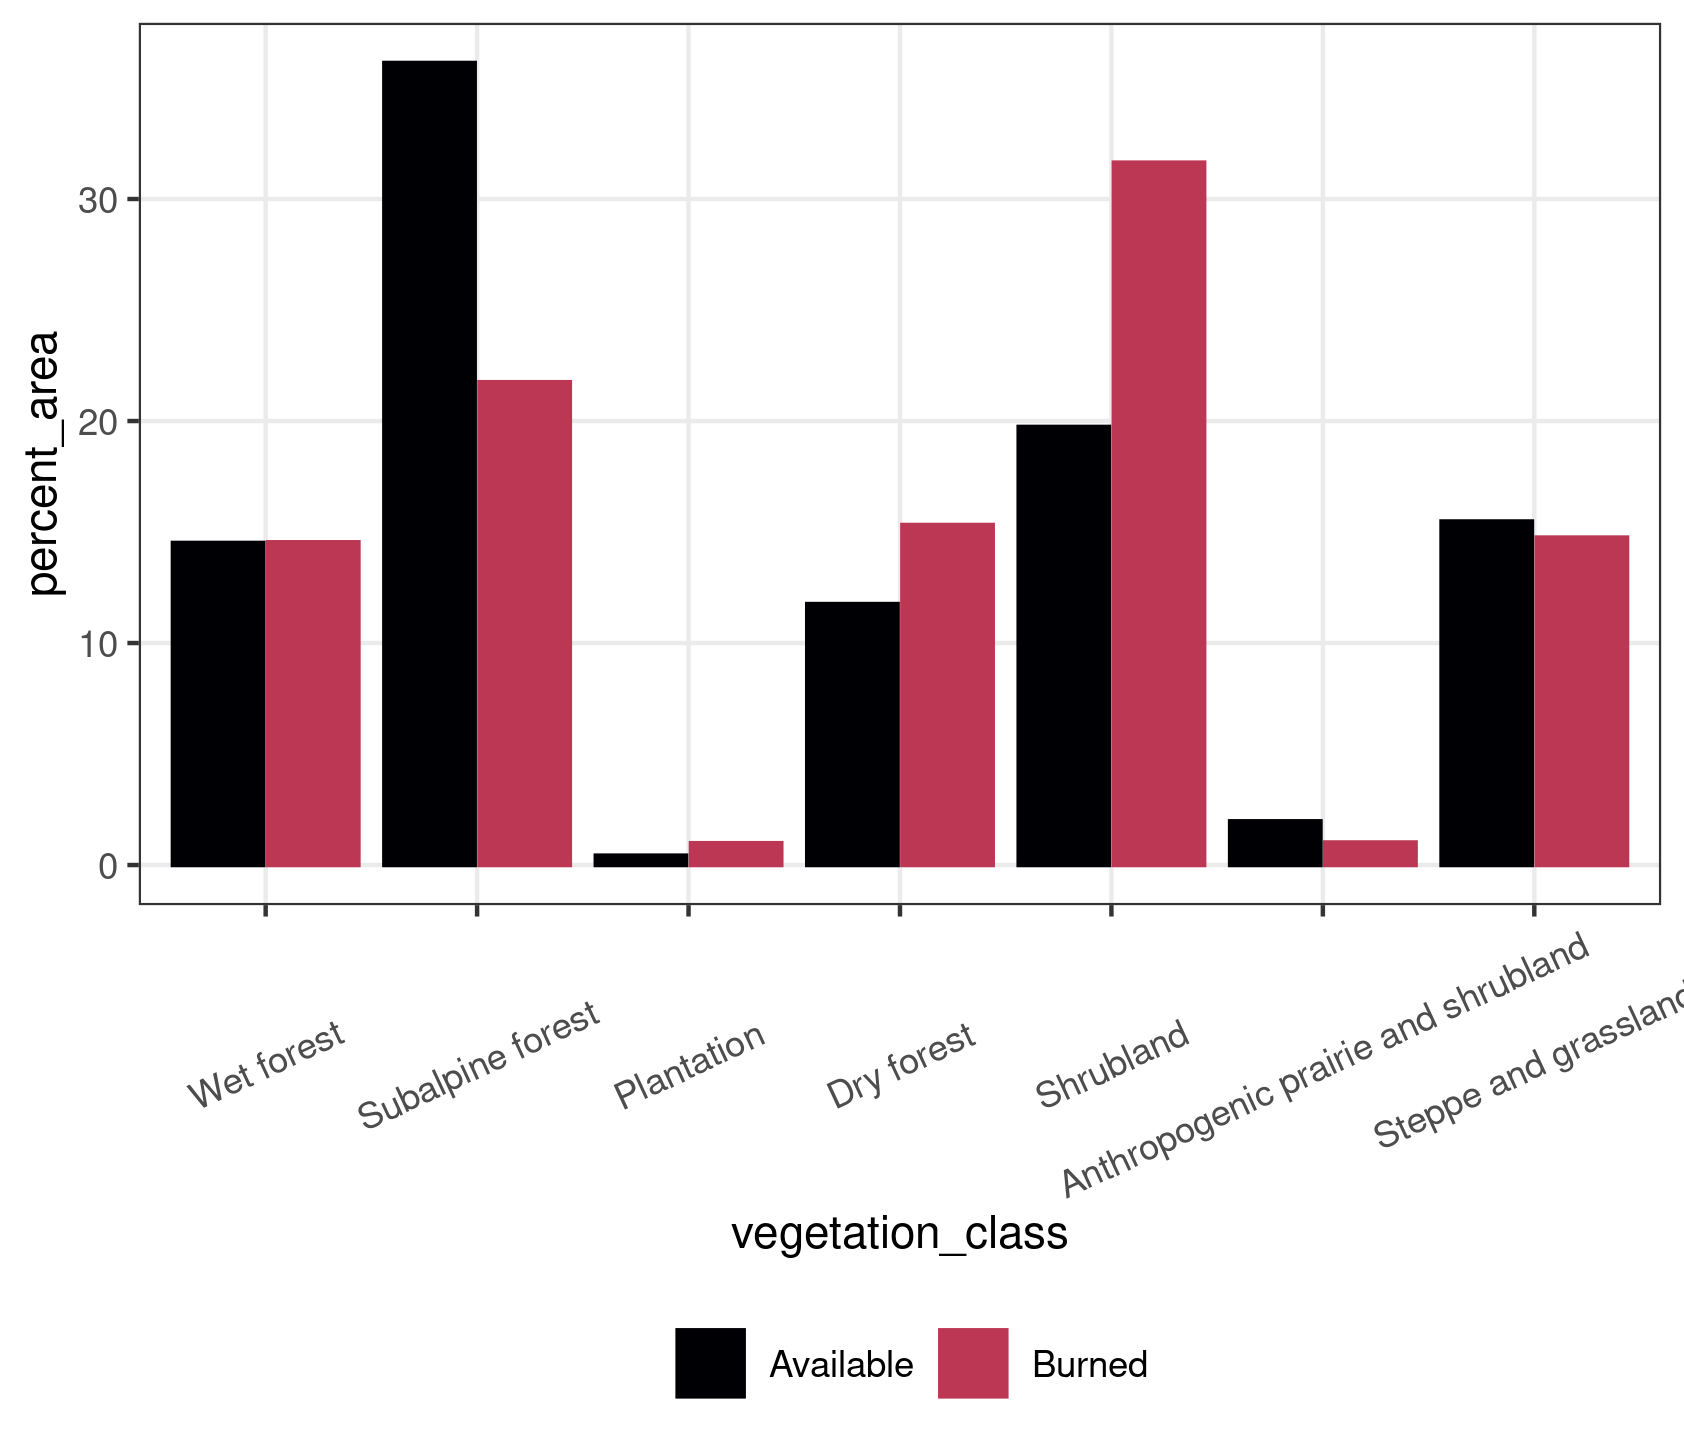 percent_area
30
20
10
0
Wet forest
Subalpine forest
Plantation
Dry forest
Shrubland
Anthropogenic prairie and shrubland
Steppe and grassland
vegetation_class
Available
Burned